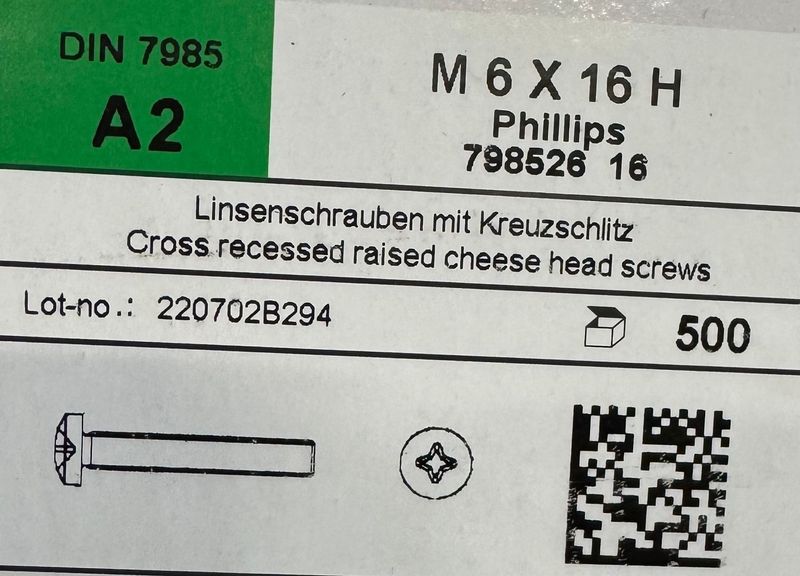 DIN 7985
A2
M 6 X 16 H
Phillips
798526 16
Linsenschrauben mit Kreuzschlitz
Cross recessed raised cheese head screws
Lot-no.: 220702B294
500